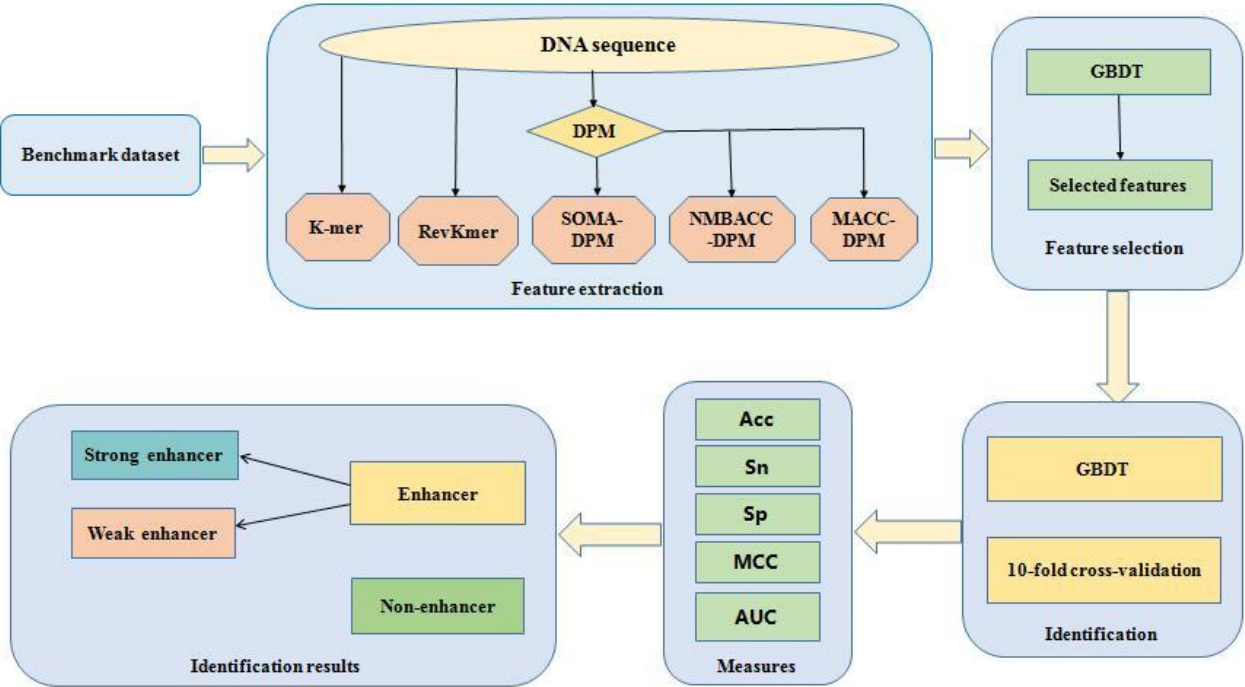 Benchmark dataset
DNA sequence
DPM
K-mer
RevKmer
SOMA-
DPM
NMBACC
-DPM
MACC-
DPM
Feature extraction
GBDT
Selected features
Feature selection
GBDT
10-fold cross-validation
Identification
Acc
Sn
Sp
MCC
AUC
Measures
Strong enhancer
Enhancer
Weak enhancer
Non-enhancer
Identification results